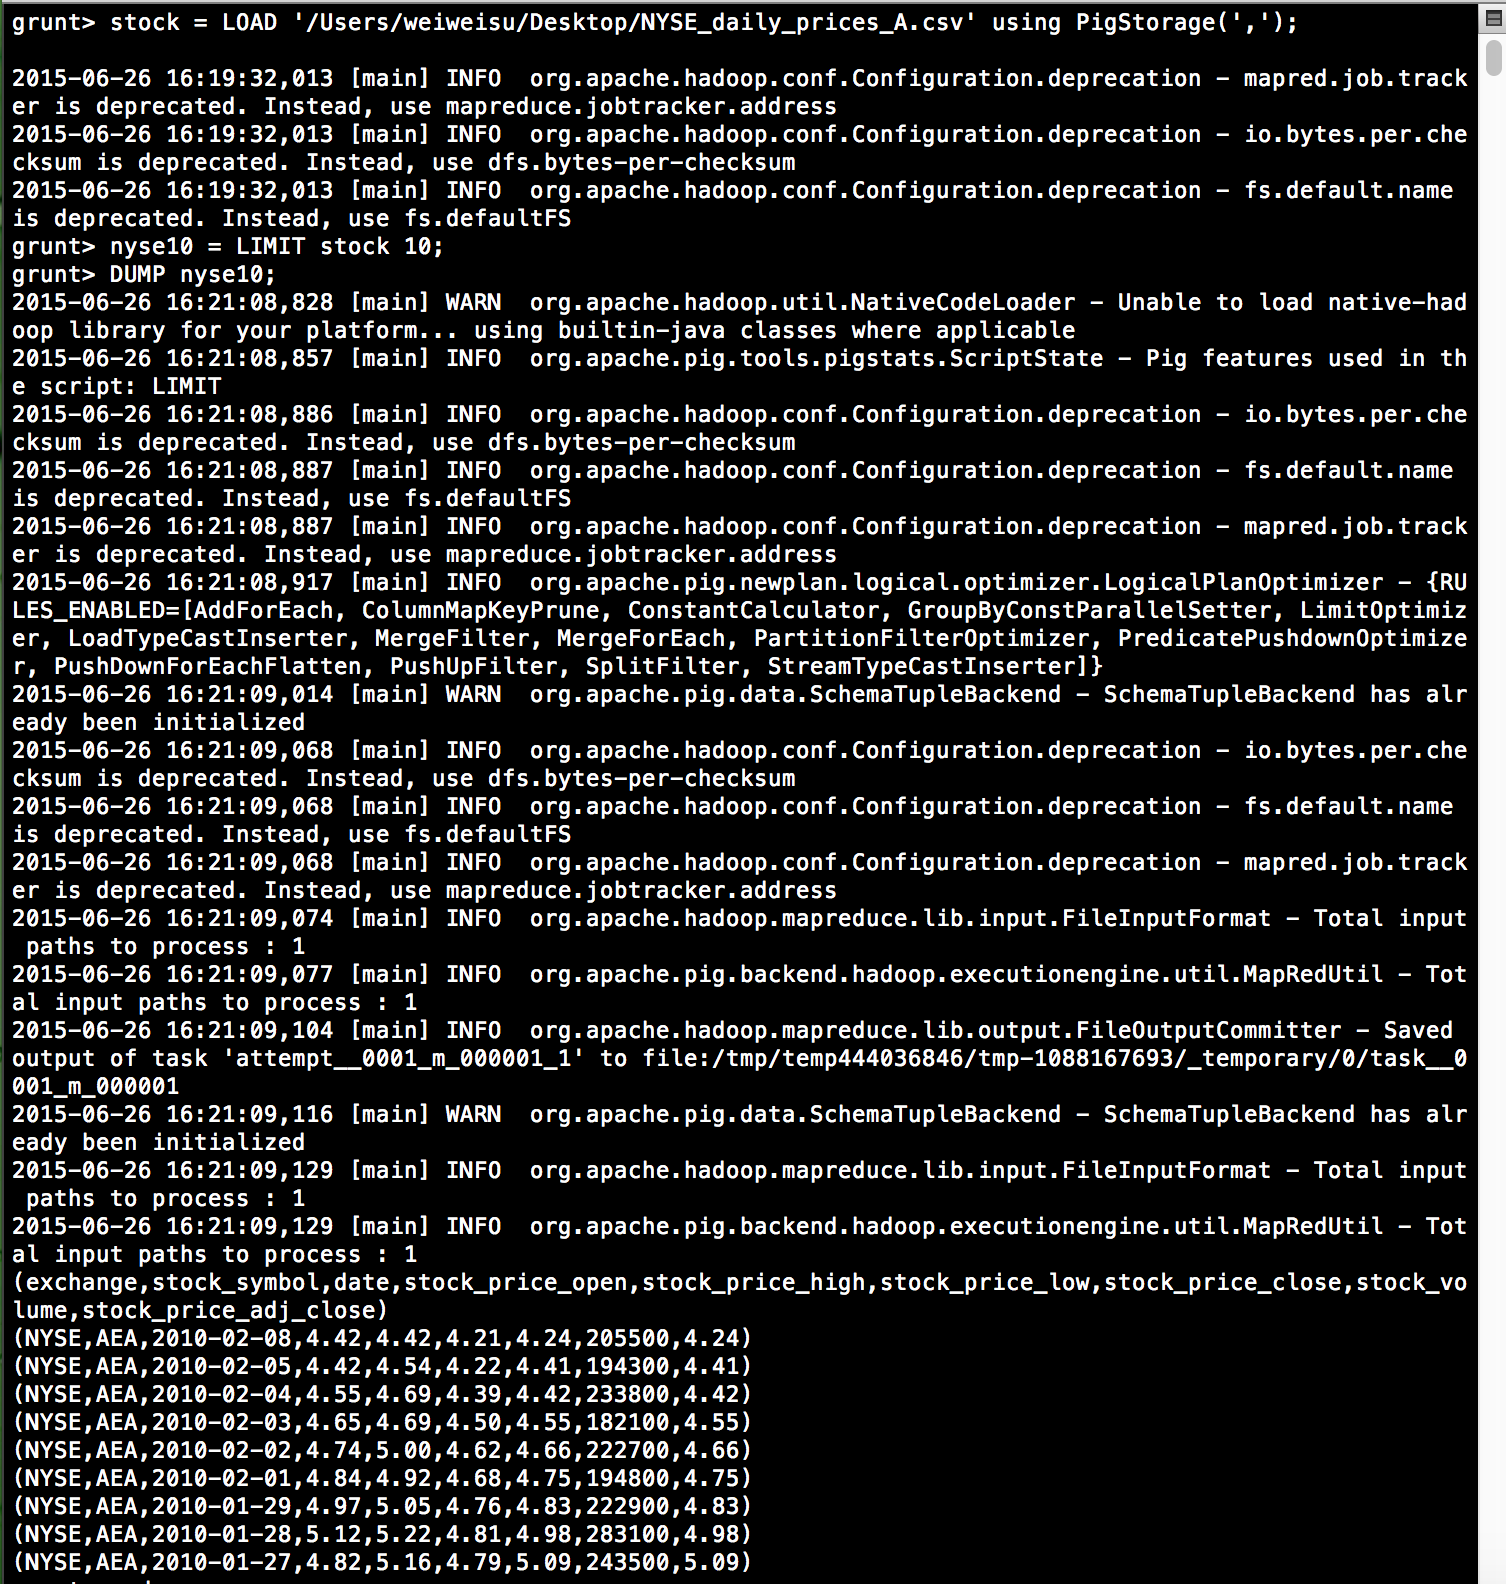 grunt> stock = LOAD '/Users/weiweisu/Desktop/NYSE_daily_prices_A.csv' using PigStorage(',');
2015-06-26 16:19:32,013 [main] INFO  org.apache.hadoop.conf.Configuration.deprecation - mapred.job.track
er is deprecated. Instead, use mapreduce.jobtracker.address
2015-06-26 16:19:32,013 [main] INFO  org.apache.hadoop.conf.Configuration.deprecation - io.bytes.per.che
cksum is deprecated. Instead, use dfs.bytes-per-checksum
2015-06-26 16:19:32,013 [main] INFO  org.apache.hadoop.conf.Configuration.deprecation - fs.default.name
is deprecated. Instead, use fs.defaultFS
grunt> nyse10 = LIMIT stock 10;
grunt> DUMP nyse10;
2015-06-26 16:21:08,828 [main] WARN  org.apache.hadoop.util.NativeCodeLoader - Unable to load native-had
oop library for your platform... using builtin-java classes where applicable
2015-06-26 16:21:08,857 [main] INFO  org.apache.pig.tools.pigstats.ScriptState - Pig features used in th
e script: LIMIT
2015-06-26 16:21:08,886 [main] INFO  org.apache.hadoop.conf.Configuration.deprecation - io.bytes.per.che
cksum is deprecated. Instead, use dfs.bytes-per-checksum
2015-06-26 16:21:08,887 [main] INFO  org.apache.hadoop.conf.Configuration.deprecation - fs.default.name
is deprecated. Instead, use fs.defaultFS
2015-06-26 16:21:08,887 [main] INFO  org.apache.hadoop.conf.Configuration.deprecation - mapred.job.track
er is deprecated. Instead, use mapreduce.jobtracker.address
2015-06-26 16:21:08,917 [main] INFO  org.apache.pig.newplan.logical.optimizer.LogicalPlanOptimizer - {RU
LES_ENABLED=[AddForEach, ColumnMapKeyPrune, ConstantCalculator, GroupByConstParallelSetter, LimitOptimiz
er, LoadTypeCastInserter, MergeFilter, MergeForEach, PartitionFilterOptimizer, PredicatePushdownOptimize
r, PushDownForEachFlatten, PushUpFilter, SplitFilter, StreamTypeCastInserter]}
2015-06-26 16:21:09,014 [main] WARN  org.apache.pig.data.SchemaTupleBackend - SchemaTupleBackend has alr
eady been initialized
2015-06-26 16:21:09,068 [main] INFO  org.apache.hadoop.conf.Configuration.deprecation - io.bytes.per.che
cksum is deprecated. Instead, use dfs.bytes-per-checksum
2015-06-26 16:21:09,068 [main] INFO  org.apache.hadoop.conf.Configuration.deprecation - fs.default.name
is deprecated. Instead, use fs.defaultFS
2015-06-26 16:21:09,068 [main] INFO  org.apache.hadoop.conf.Configuration.deprecation - mapred.job.track
er is deprecated. Instead, use mapreduce.jobtracker.address
2015-06-26 16:21:09,074 [main] INFO  org.apache.hadoop.mapreduce.lib.input.FileInputFormat - Total input
 paths to process : 1
2015-06-26 16:21:09,077 [main] INFO  org.apache.pig.backend.hadoop.executionengine.util.MapRedUtil - Tot
al input paths to process : 1
2015-06-26 16:21:09,104 [main] INFO  org.apache.hadoop.mapreduce.lib.output.FileOutputCommitter - Saved
output of task 'attempt__0001_m_000001_1' to file:/tmp/temp444036846/tmp-1088167693/_temporary/0/task__0
001_m_000001
2015-06-26 16:21:09,116 [main] WARN  org.apache.pig.data.SchemaTupleBackend - SchemaTupleBackend has alr
eady been initialized
2015-06-26 16:21:09,129 [main] INFO  org.apache.hadoop.mapreduce.lib.input.FileInputFormat - Total input
 paths to process : 1
2015-06-26 16:21:09,129 [main] INFO  org.apache.pig.backend.hadoop.executionengine.util.MapRedUtil - Tot
al input paths to process : 1
(exchange,stock_symbol,date,stock_price_open,stock_price_high,stock_price_low,stock_price_close,stock_vo
lume,stock_price_adj_close)
(NYSE,AEA,2010-02-08,4.42,4.42,4.21,4.24,205500,4.24)
(NYSE,AEA,2010-02-05,4.42,4.54,4.22,4.41,194300,4.41)
(NYSE,AEA,2010-02-04,4.55,4.69,4.39,4.42,233800,4.42)
(NYSE,AEA,2010-02-03,4.65,4.69,4.50,4.55,182100,4.55)
(NYSE,AEA,2010-02-02,4.74,5.00,4.62,4.66,222700,4.66)
(NYSE,AEA,2010-02-01,4.84,4.92,4.68,4.75,194800,4.75)
(NYSE,AEA,2010-01-29,4.97,5.05,4.76,4.83,222900,4.83)
(NYSE,AEA,2010-01-28,5.12,5.22,4.81,4.98,283100,4.98)
(NYSE,AEA,2010-01-27,4.82,5.16,4.79,5.09,243500,5.09)